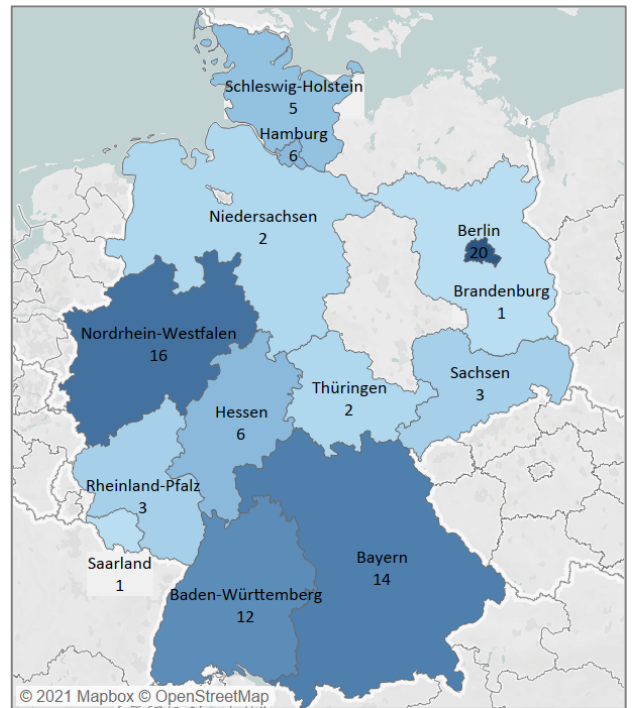 Schleswig-Holstein
5
Hamburg
6
Niedersachsen
2
Berlin
20
Brandenburg
1
Nordrhein-Westfalen
16
Sachsen
3
Thüringen
2
Hessen
6
Rheinland-Pfalz
3
Saarland
1
Bayern
14
Baden-Württemberg
12
© 2021 Mapbox © OpenStreetMap